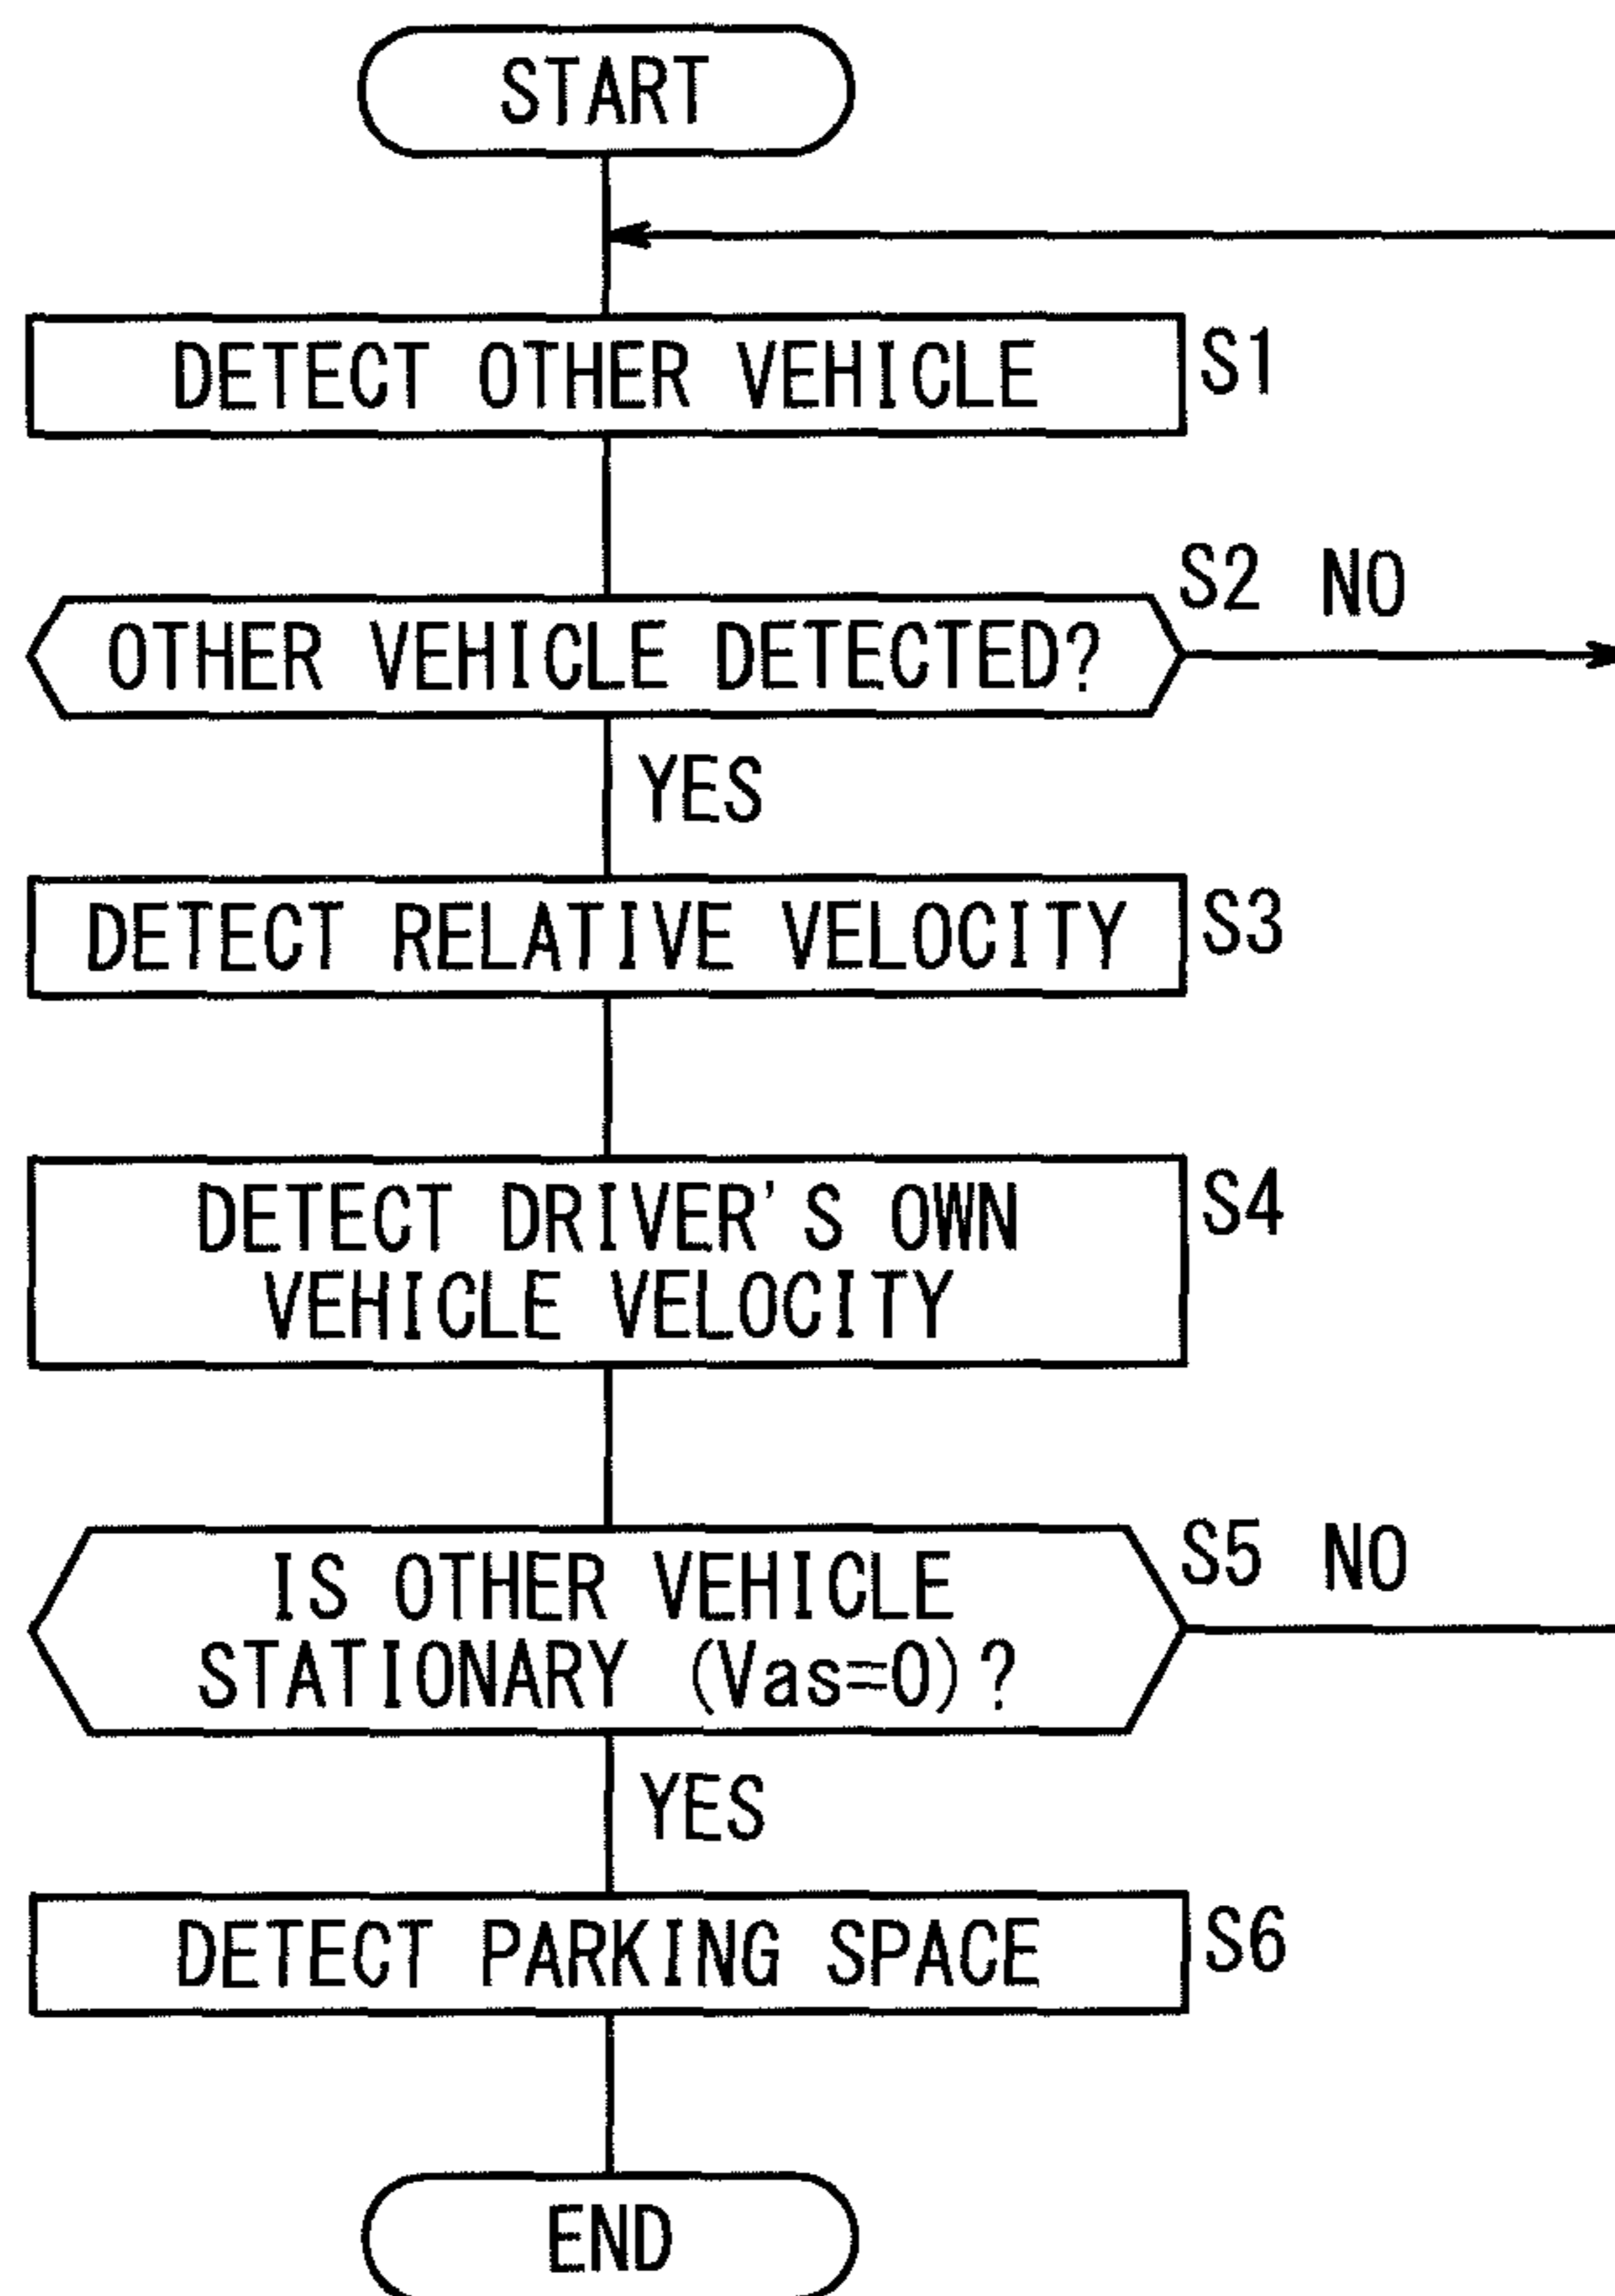 START
DETECT OTHER VEHICLE S1
S2 NO
OTHER VEHICLE DETECTED?
YES
DETECT RELATIVE VELOCITY S3
DETECT DRIVER'S OWN S4
VEHICLE VELOCITY
IS OTHER VEHICLE S5 NO
STATIONARY (Vas=0)?
YES
DETECT PARKING SPACE S6
END